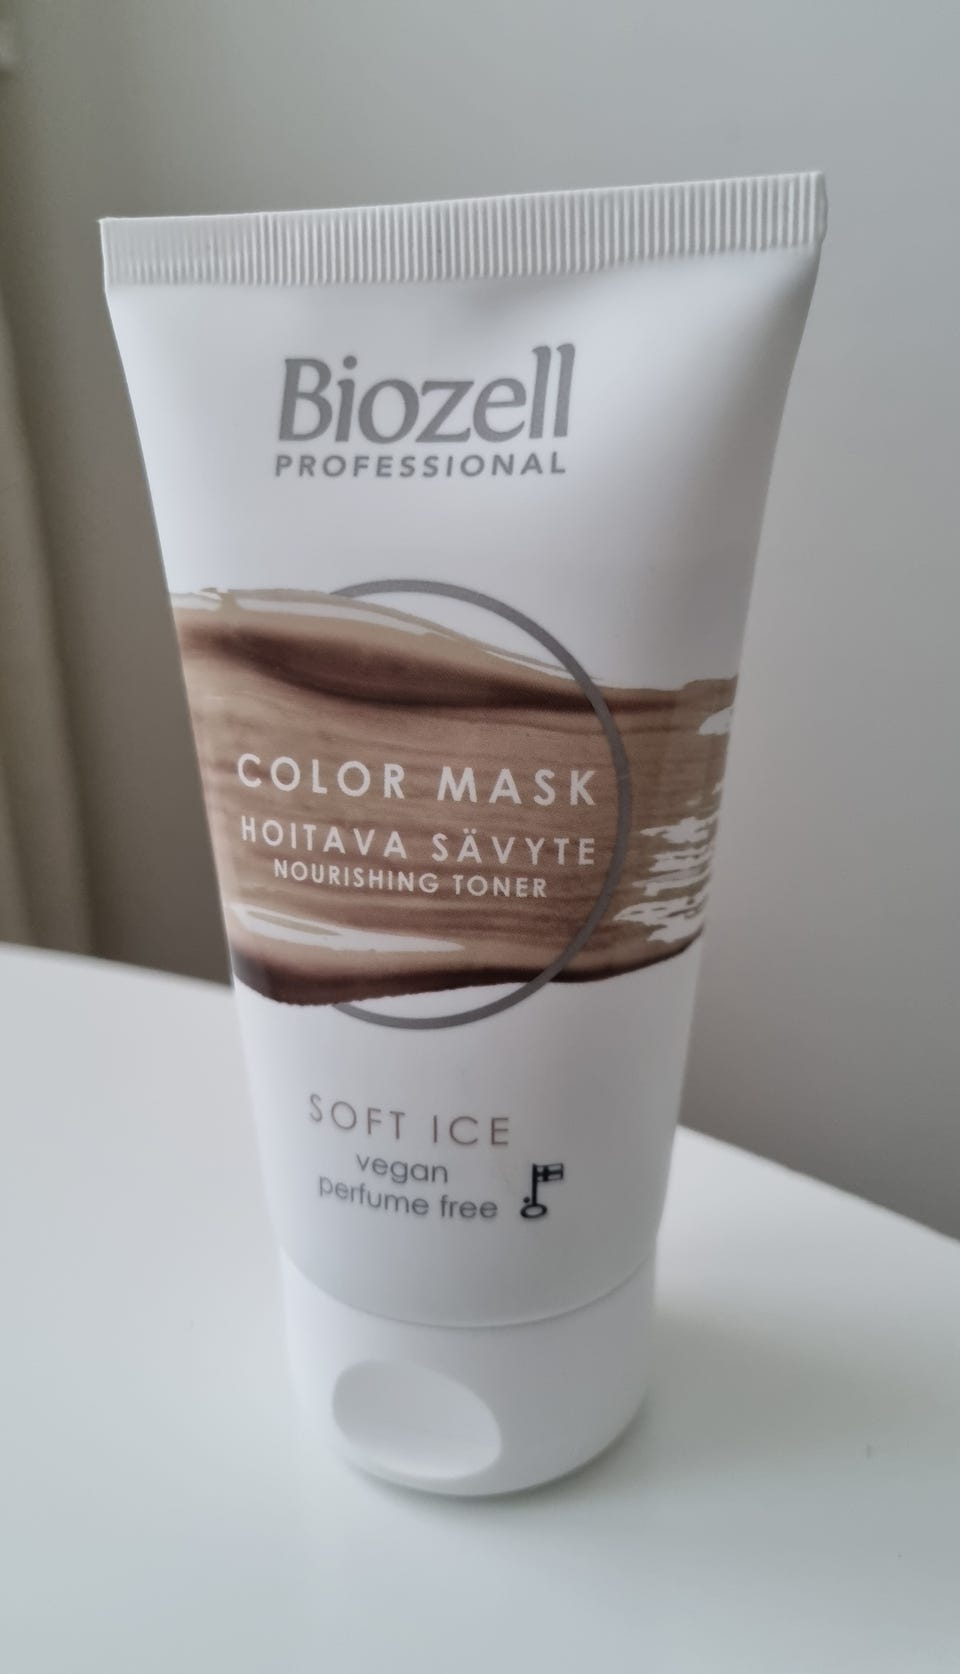 Biozell
PROFESSIONAL
COLOR MASK
HOITAVA SÄVYTE
NOURISHING TONER
SOFT ICE
vegan
perfume free